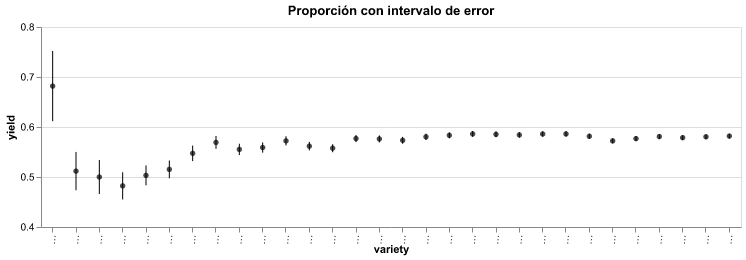 Proporción con intervalo de error
0.8
0.7
0.6
0.5
0.4
yield
… … … … … … … … … … … … … … … … … … … … … … … … … … … … … …
variety